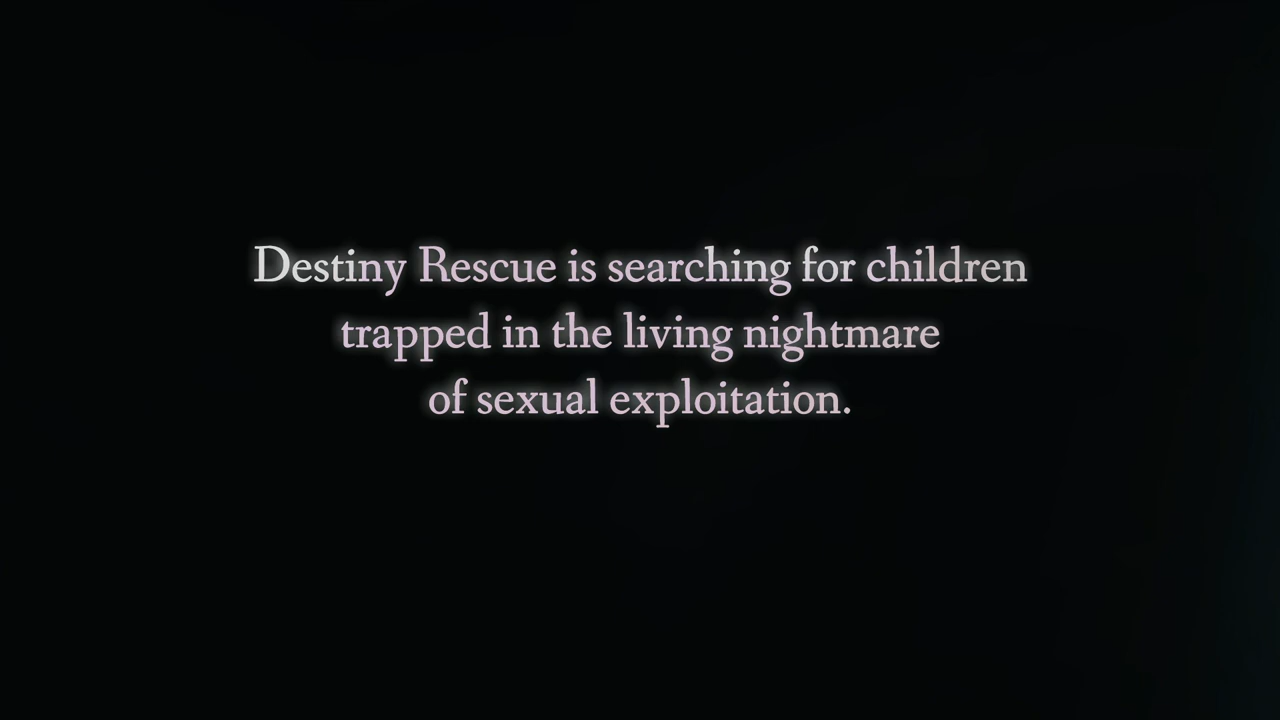 Destiny Rescue is searching for children
trapped in the living nightmare
of sexual exploitation.